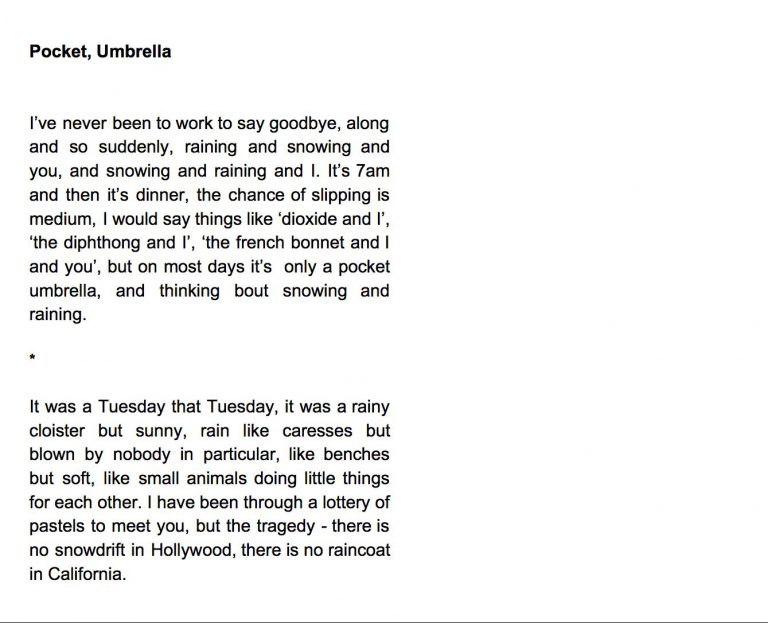 Pocket, Umbrella
I’ve never been to work to say goodbye, along
and so suddenly, raining and snowing and
you, and snowing and raining and I. It’s 7am
and then it’s dinner, the chance of slipping is
medium, I would say things like ‘dioxide and I’,
‘the diphthong and I’, ‘the french bonnet and I
and you’, but on most days it’s  only a pocket
umbrella, and thinking bout snowing and
raining.
*
It was a Tuesday that Tuesday, it was a rainy
cloister but sunny, rain like caresses but
blown by nobody in particular, like benches
but soft, like small animals doing little things
for each other. I have been through a lottery of
pastels to meet you, but the tragedy - there is
no snowdrift in Hollywood, there is no raincoat
in California.